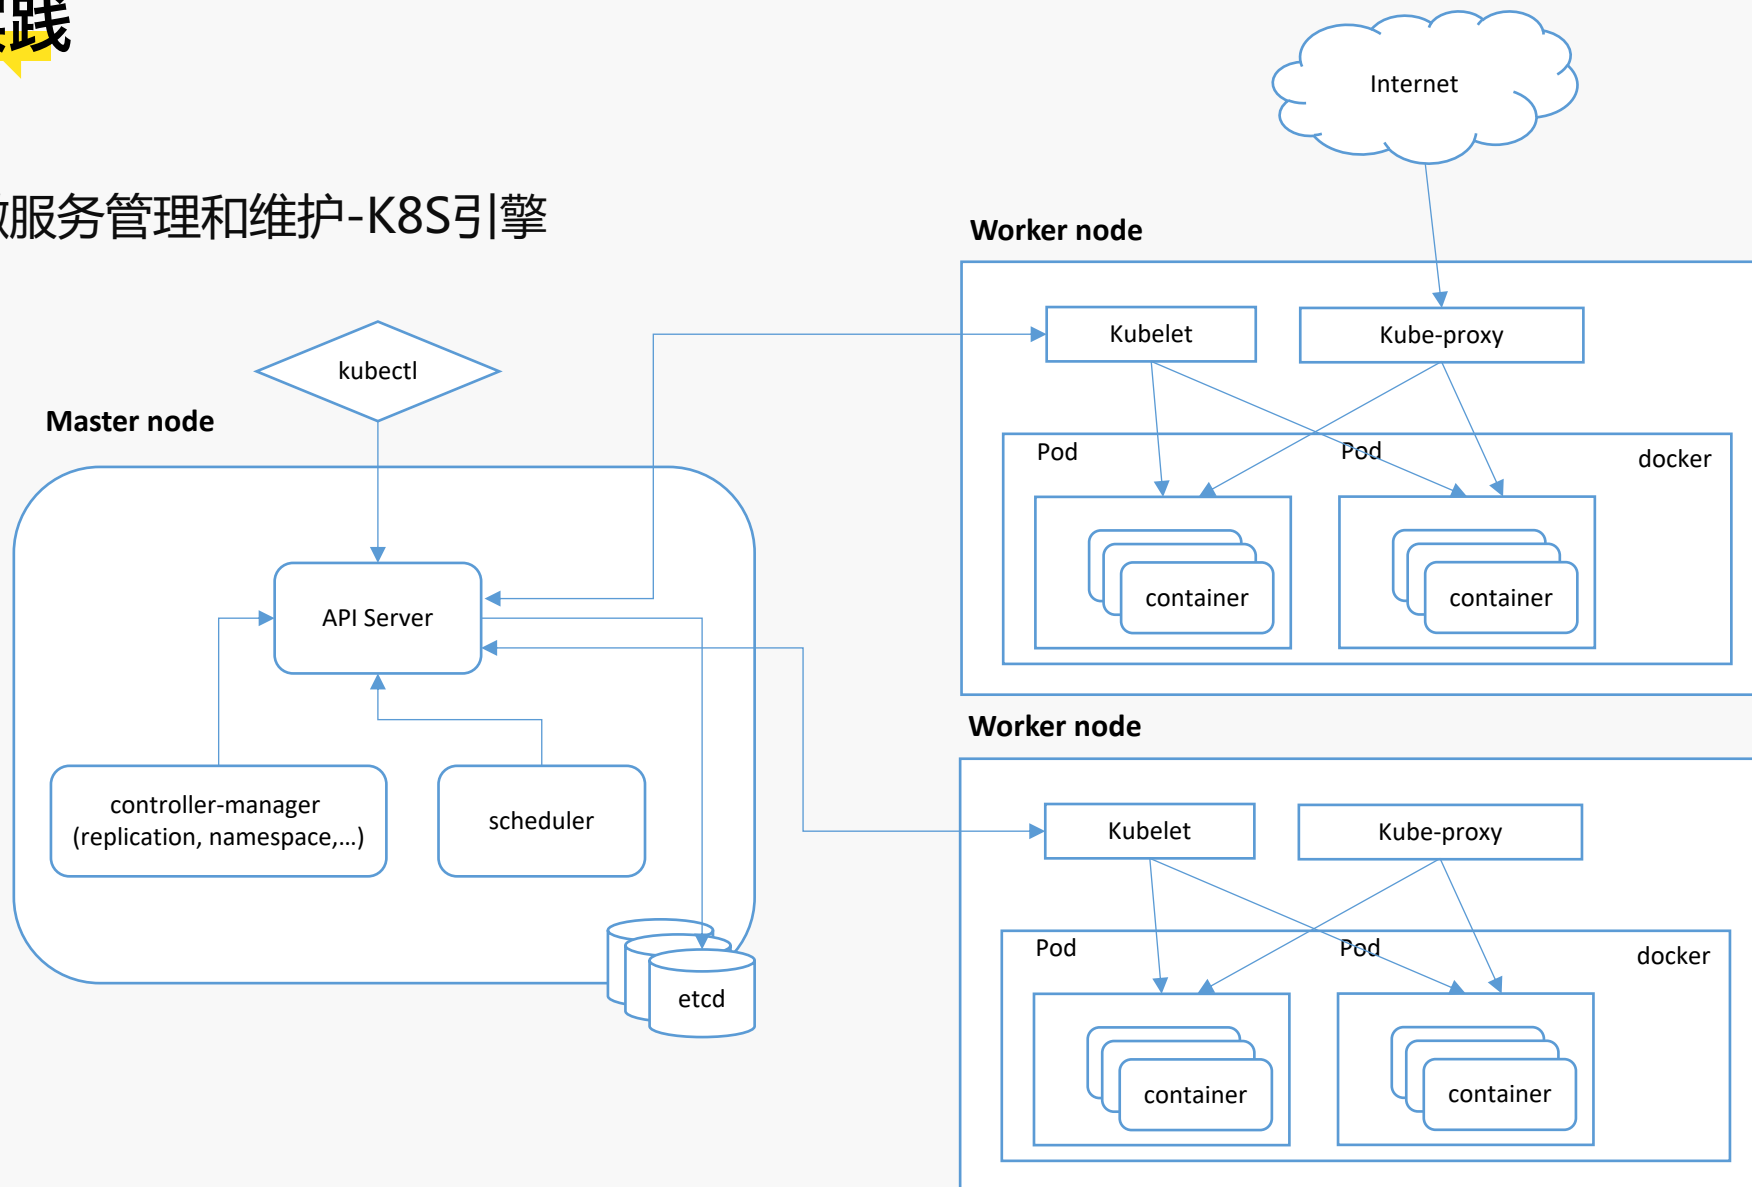 践
服务管理和维护-K8S引擎
Internet
Worker node
Kubelet
Kube-proxy
kubectl
Master node
Pod
Pod
docker
API Server
container
container
Worker node
controller-manager
(replication, namespace,...)
scheduler
Kubelet
Kube-proxy
Pod
Pod
docker
etcd
container
container